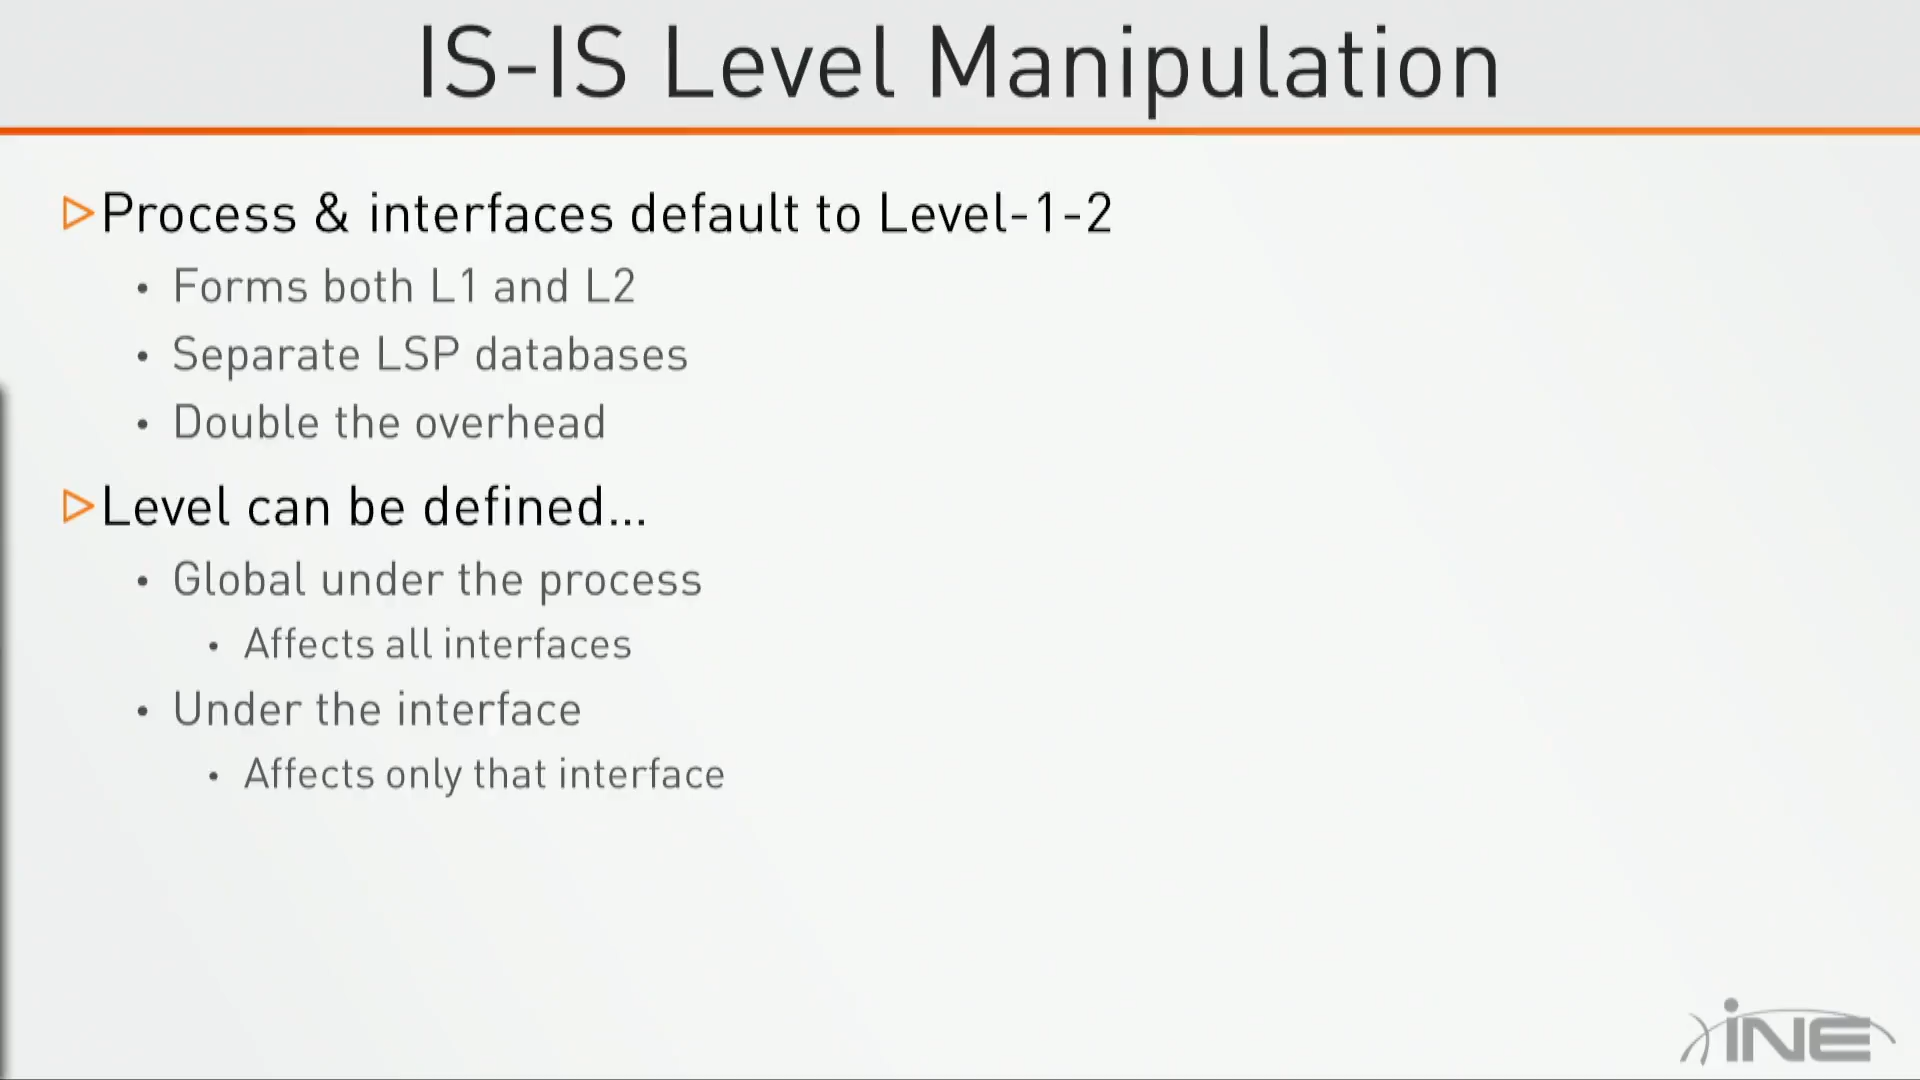 IS-IS Level Manipulation
Process & interfaces default to Level-1-2
• Forms both L1 and L2
• Separate LSP databases
• Double the overhead
Level can be defined...
• Global under the process
• Affects all interfaces
• Under the interface
• Affects only that interface
iNE